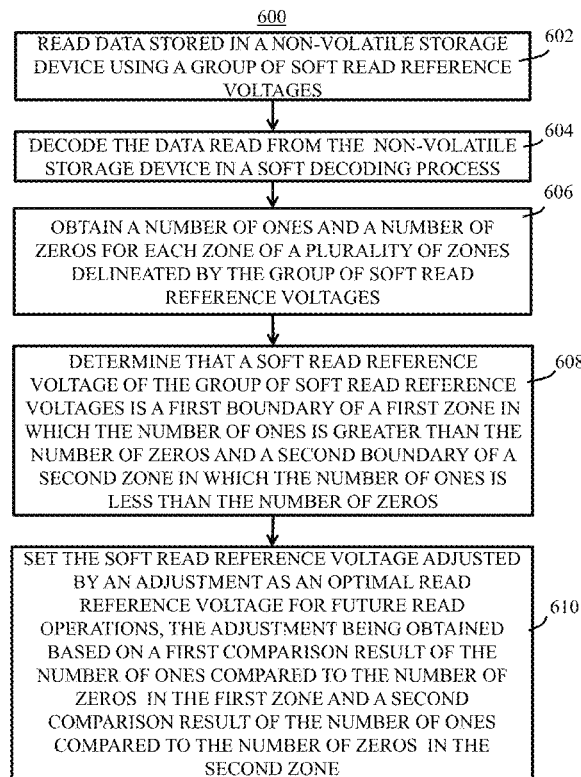 600
READ DATA STORED IN A NON-VOLATILE STORAGE
DEVICE USING A GROUP OF SOFT READ REFERENCE
VOLTAGES
602
DECODE THE DATA READ FROM THE NON-VOLATILE
STORAGE DEVICE IN A SOFT DECODING PROCESS
604
OBTAIN A NUMBER OF ONES AND A NUMBER OF
ZEROS FOR EACH ZONE OF A PLURALITY OF ZONES
DELINEATED BY THE GROUP OF SOFT READ
REFERENCE VOLTAGES
606
DETERMINE THAT A SOFT READ REFERENCE
VOLTAGE OF THE GROUP OF SOFT READ REFERENCE
VOLTAGES IS A FIRST BOUNDARY OF A FIRST ZONE IN
WHICH THE NUMBER OF ONES IS GREATER THAN THE
NUMBER OF ZEROS AND A SECOND BOUNDARY OF A
SECOND ZONE IN WHICH THE NUMBER OF ONES IS
LESS THAN THE NUMBER OF ZEROS
608
SET THE SOFT READ REFERENCE VOLTAGE ADJUSTED
BY AN ADJUSTMENT AS AN OPTIMAL READ
REFERENCE VOLTAGE FOR FUTURE READ
OPERATIONS, THE ADJUSTMENT BEING OBTAINED
BASED ON A FIRST COMPARISON RESULT OF THE
NUMBER OF ONES COMPARED TO THE NUMBER OF
ZEROS IN THE FIRST ZONE AND A SECOND
COMPARISON RESULT OF THE NUMBER OF ONES
COMPARED TO THE NUMBER OF ZEROS IN THE
SECOND ZONE
610